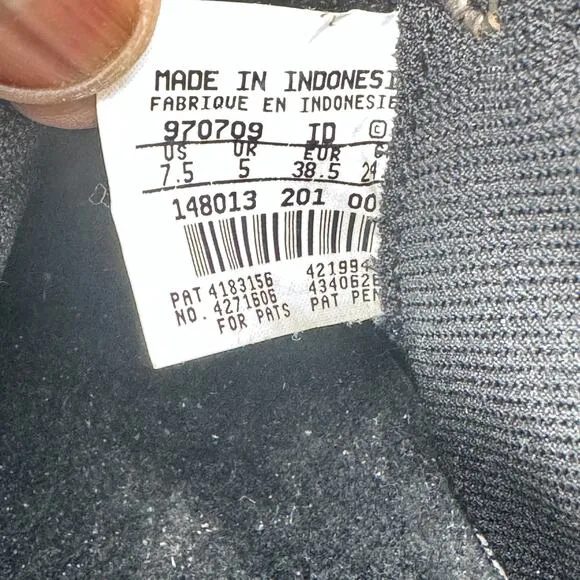 MADE IN INDONESI
FABRIQUE EN INDONESIE
970709 ID ©
US UK EUR
7.5 5 38.5 24
148013 201 00
PAT 4183156 42199
NO. 4271606 434062
FOR PATS PAT PEN